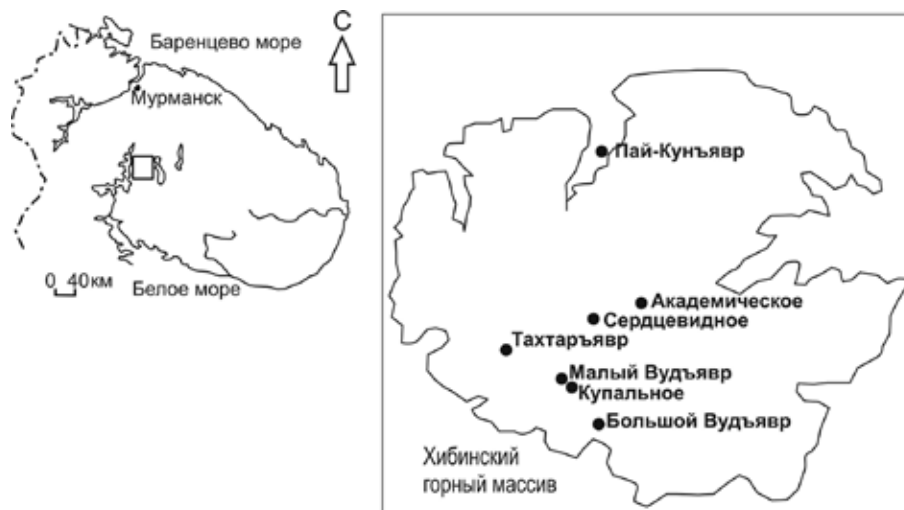 С
Баренцево море
Мурманск
0 40км
Белое море
Пай-Кунъявр
Академическое
Сердцевидное
Тахтаръявр
Малый Вудъявр
Купальное
Большой Вудъявр
Хибинский
горный массив